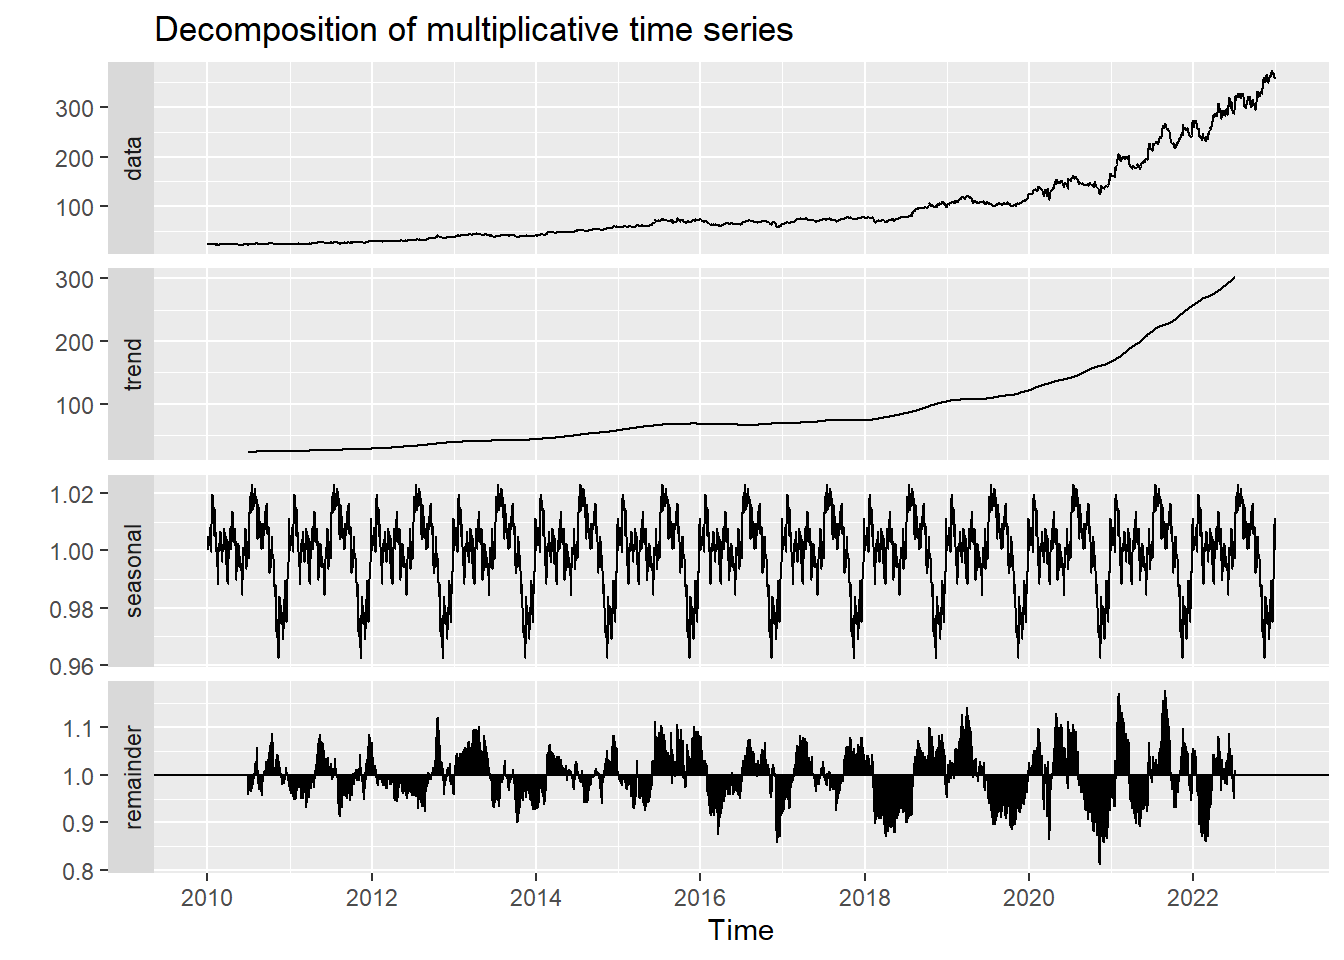 Decomposition of multiplicative time series
data
300
200
100
trend
300
200
100
seasonal
1.02
1.00
0.98
0.96
remainder
1.1
1.0
0.9
0.8
2010 2012 2014 2016 2018 2020 2022
Time